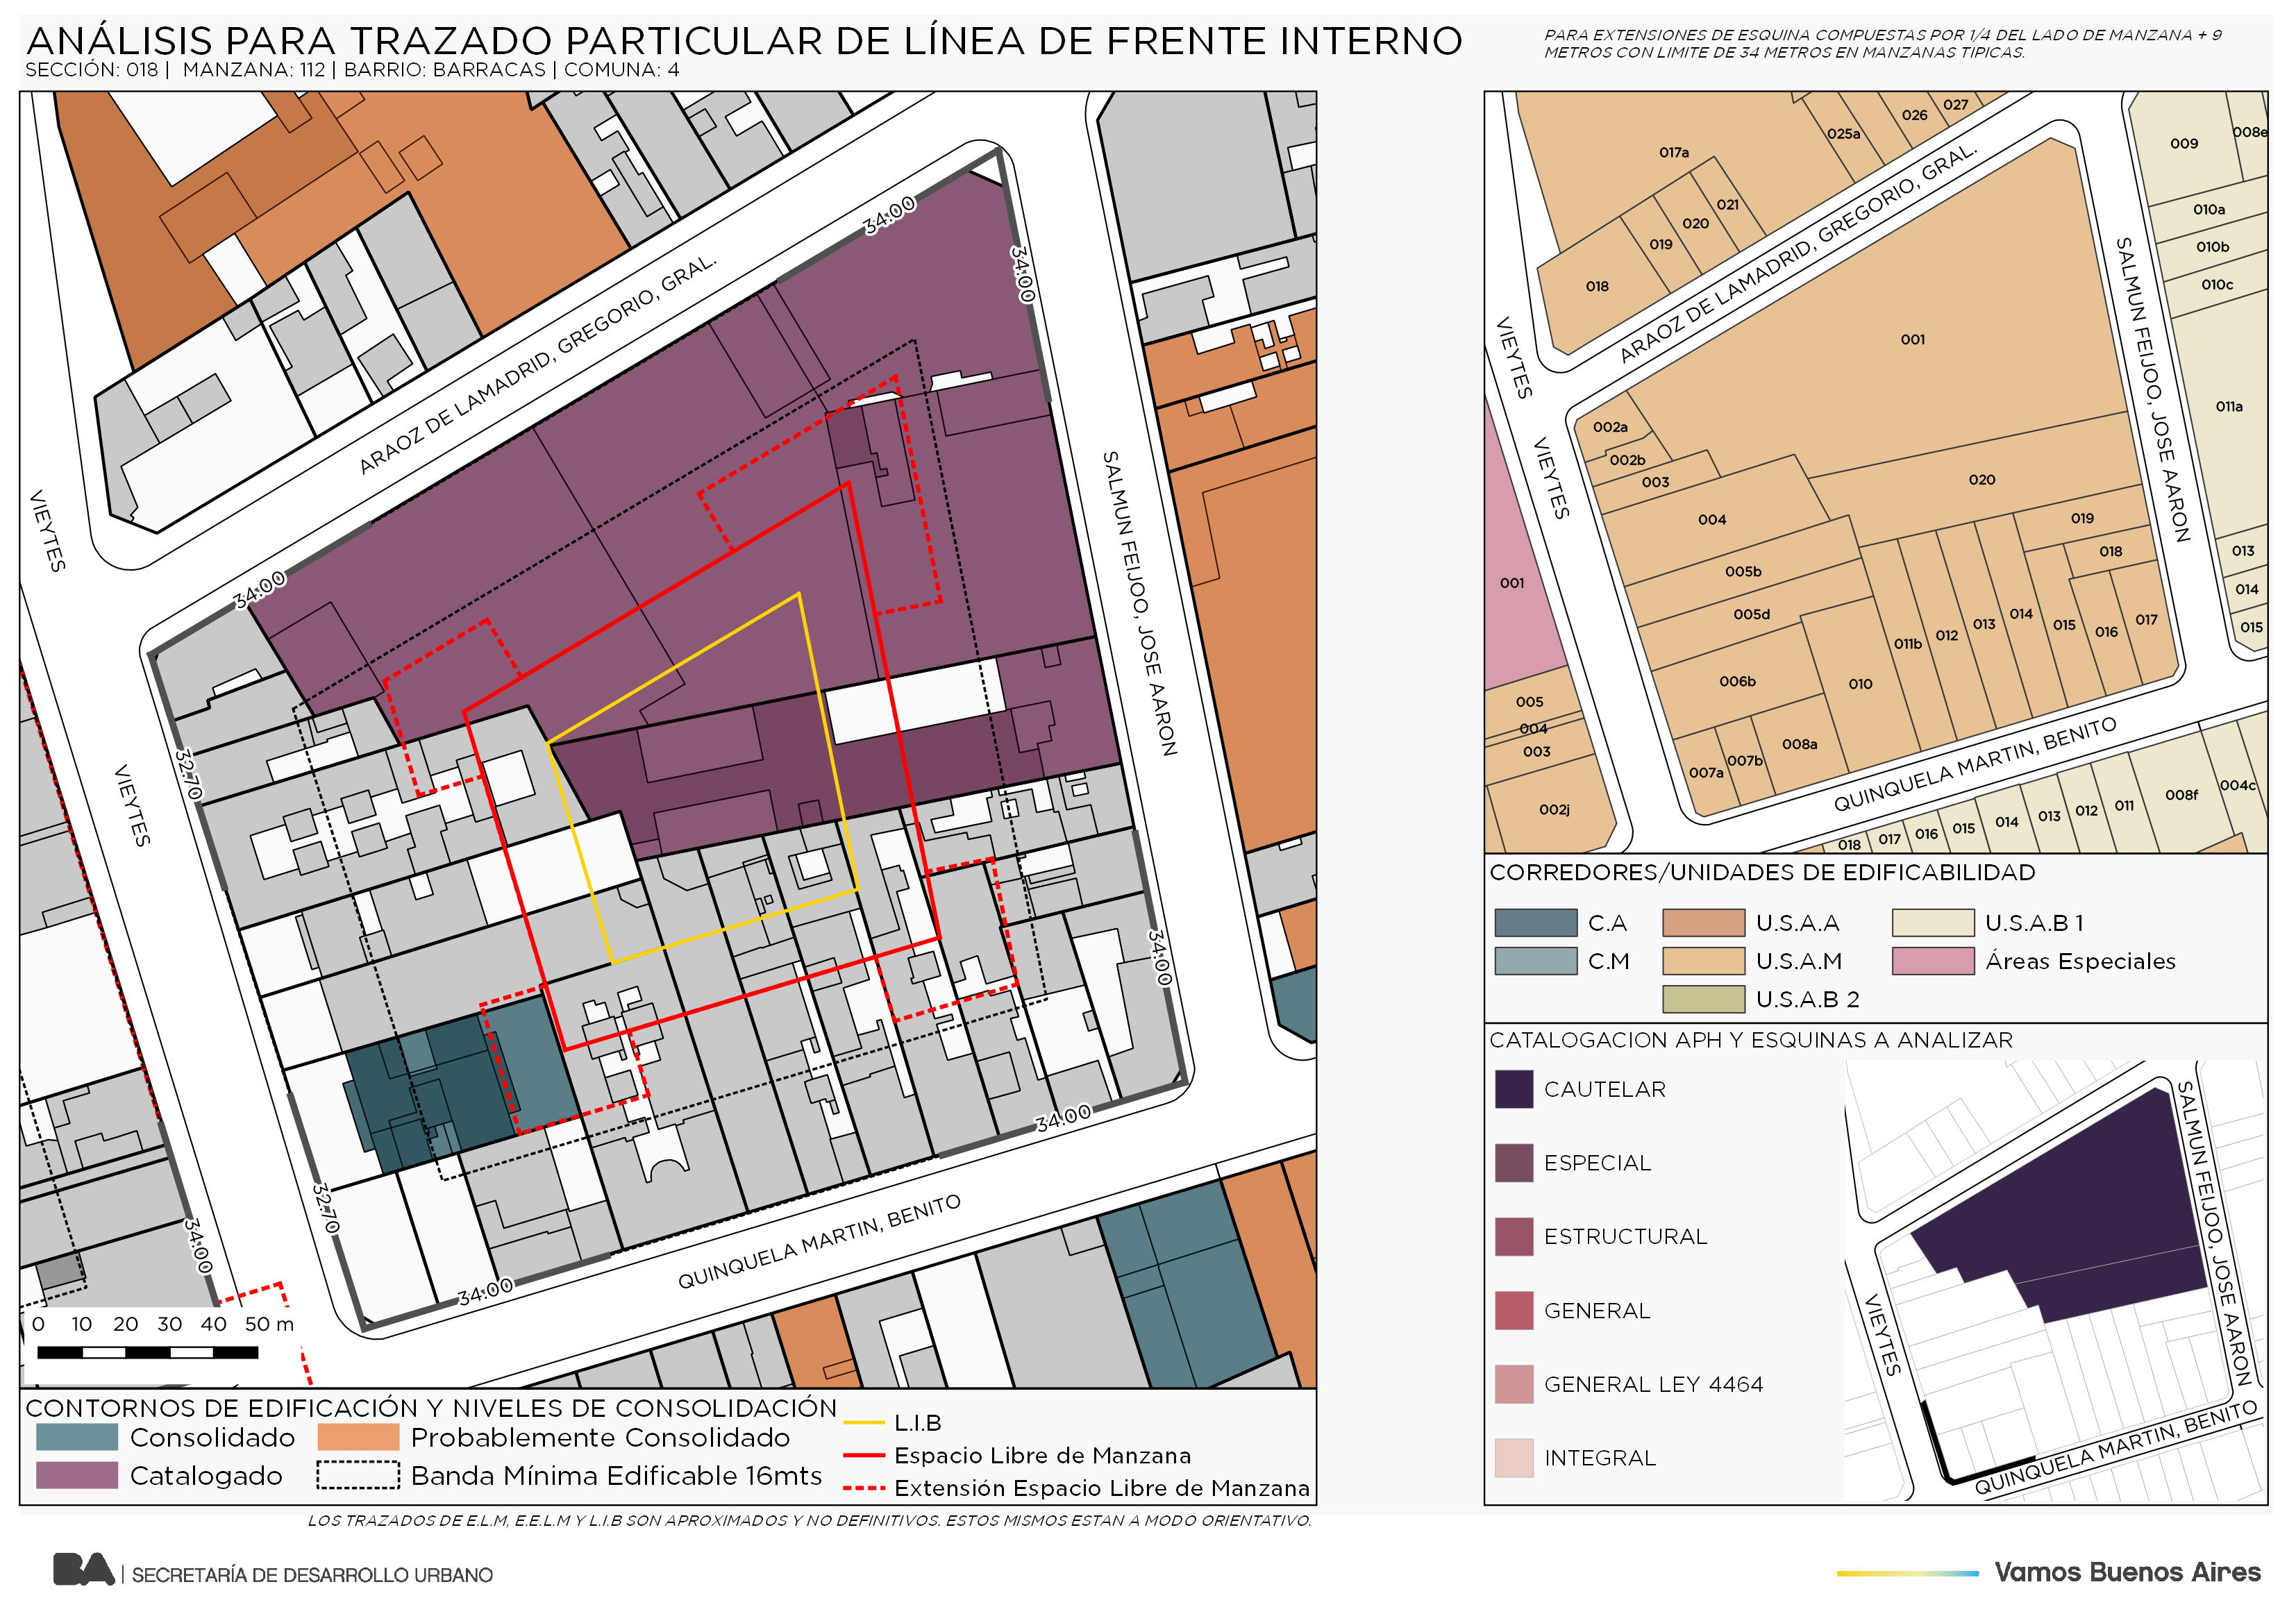 ANÁLISIS PARA TRAZADO PARTICULAR DE LÍNEA DE FRENTE INTERNO
SECCIÓN: 018 | MANZANA: 112 | BARRIO: BARRACAS | COMUNA: 4
PARA EXTENSIONES DE ESQUINA COMPUESTAS POR 1/4 DEL LADO DE MANZANA + 9
METROS CON LIMITE DE 34 METROS EN MANZANAS TIPICAS.
34:00
34:00
ARAOZ DE LAMADRID, GREGORIO, GRAL.
34:00
VIEYTES
SALMUN FEIJOO, JOSE AARON
32.70
VIEYTES
34:00
34:00
32.70
34:00
34:00
QUINQUELA MARTIN, BENITO
0 10 20 30 40 50 m
CONTORNOS DE EDIFICACIÓN Y NIVELES DE CONSOLIDACIÓN
Consolidado
Probablemente Consolidado
Catalogado
Banda Mínima Edificable 16mts
L.I.B
Espacio Libre de Manzana
Extensión Espacio Libre de Manzana
LOS TRAZADOS DE E.L.M, E.E.L.M Y L.I.B SON APROXIMADOS Y NO DEFINITIVOS. ESTOS MISMOS ESTAN A MODO ORIENTATIVO.
027
026
025a
017a
009
008e
021
020
019
018
010a
010b
010c
ARAOZ DE LAMADRID, GREGORIO, GRAL.
SALMUN FEIJOO, JOSE AARON
VIEYTES
VIEYTES
001
011a
002a
002b
003
004
020
019
018
005b
005d
001
013
014
015
011b
012
013
014
015
016
017
006b
010
005
004
003
002j
007a
007b
008a
QUINQUELA MARTIN, BENITO
018
017
016
015
014
013
012
011
008f
004c
CORREDORES/UNIDADES DE EDIFICABILIDAD
C.A
U.S.A.A
U.S.A.B 1
C.M
U.S.A.M
Áreas Especiales
U.S.A.B 2
CATALOGACION APH Y ESQUINAS A ANALIZAR
CAUTELAR
ESPECIAL
ESTRUCTURAL
GENERAL
GENERAL LEY 4464
INTEGRAL
SALMUN FEIJOO, JOSE AARON
VIEYTES
QUINQUELA MARTIN, BENITO
BA | SECRETARÍA DE DESARROLLO URBANO
Vamos Buenos Aires